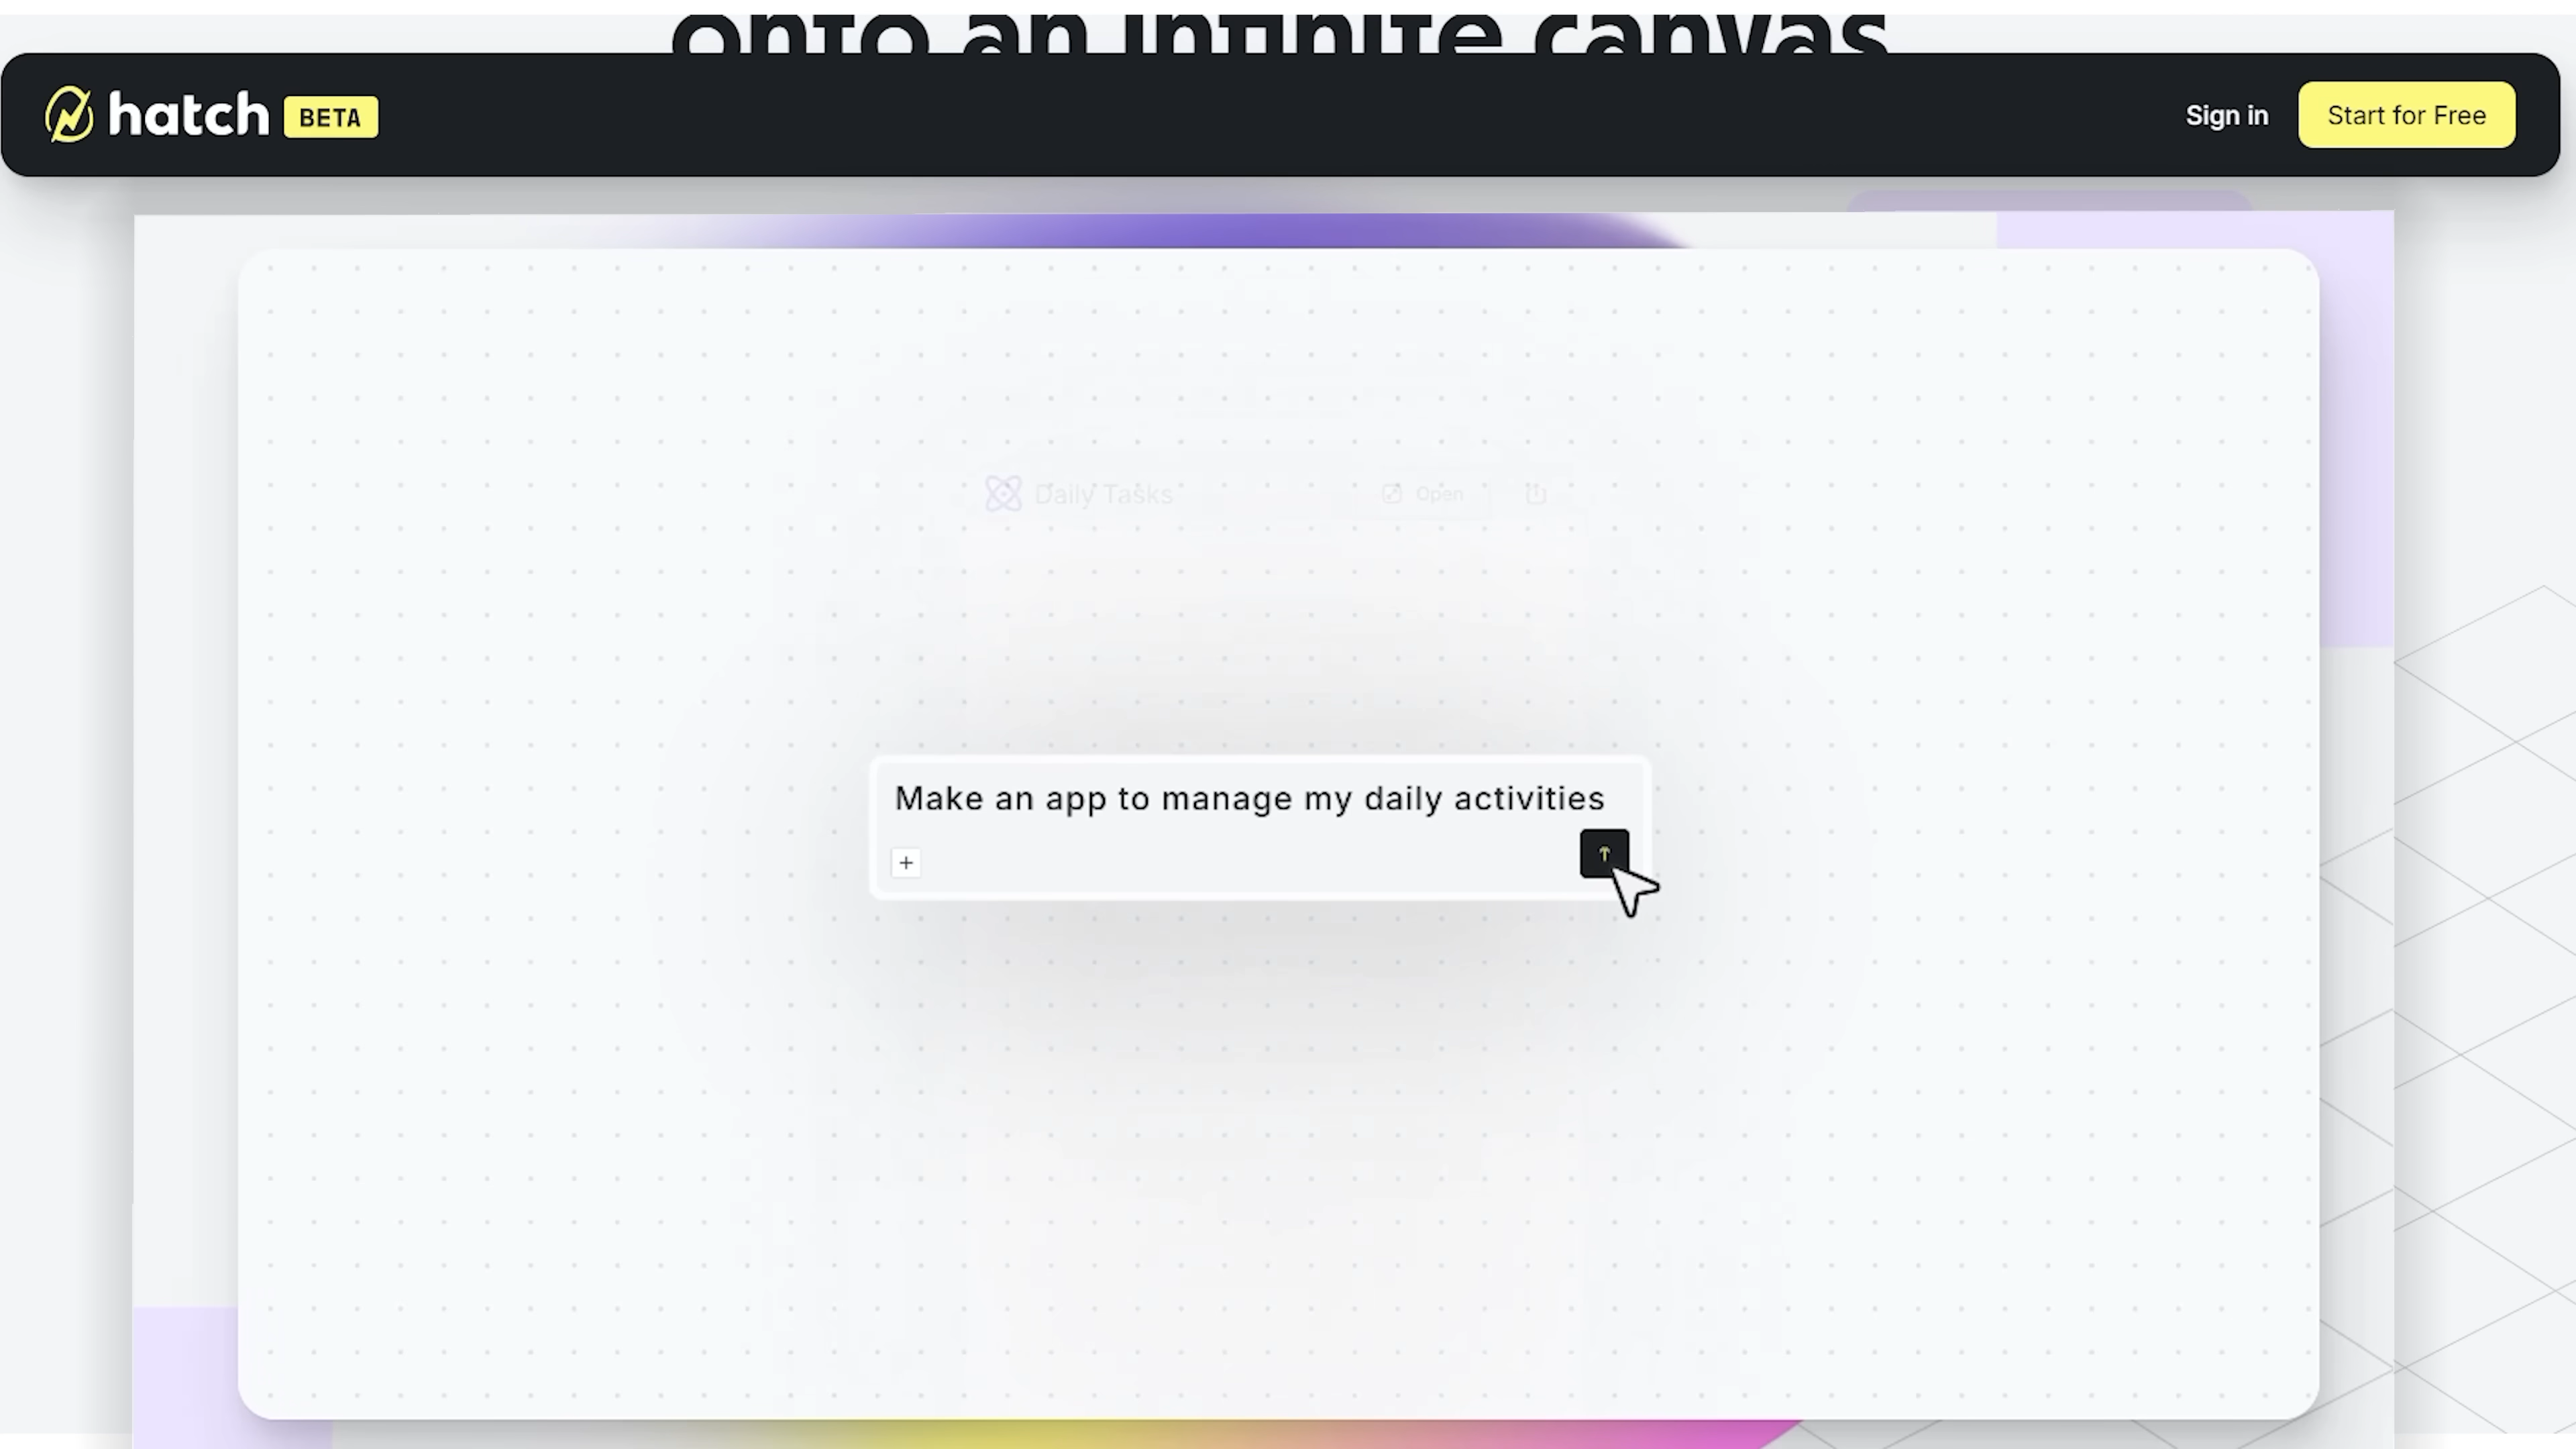 onto an infinite canvas
hatch BETA
Sign in
Start for Free
Daily Tasks
Open
Make an app to manage my daily activities